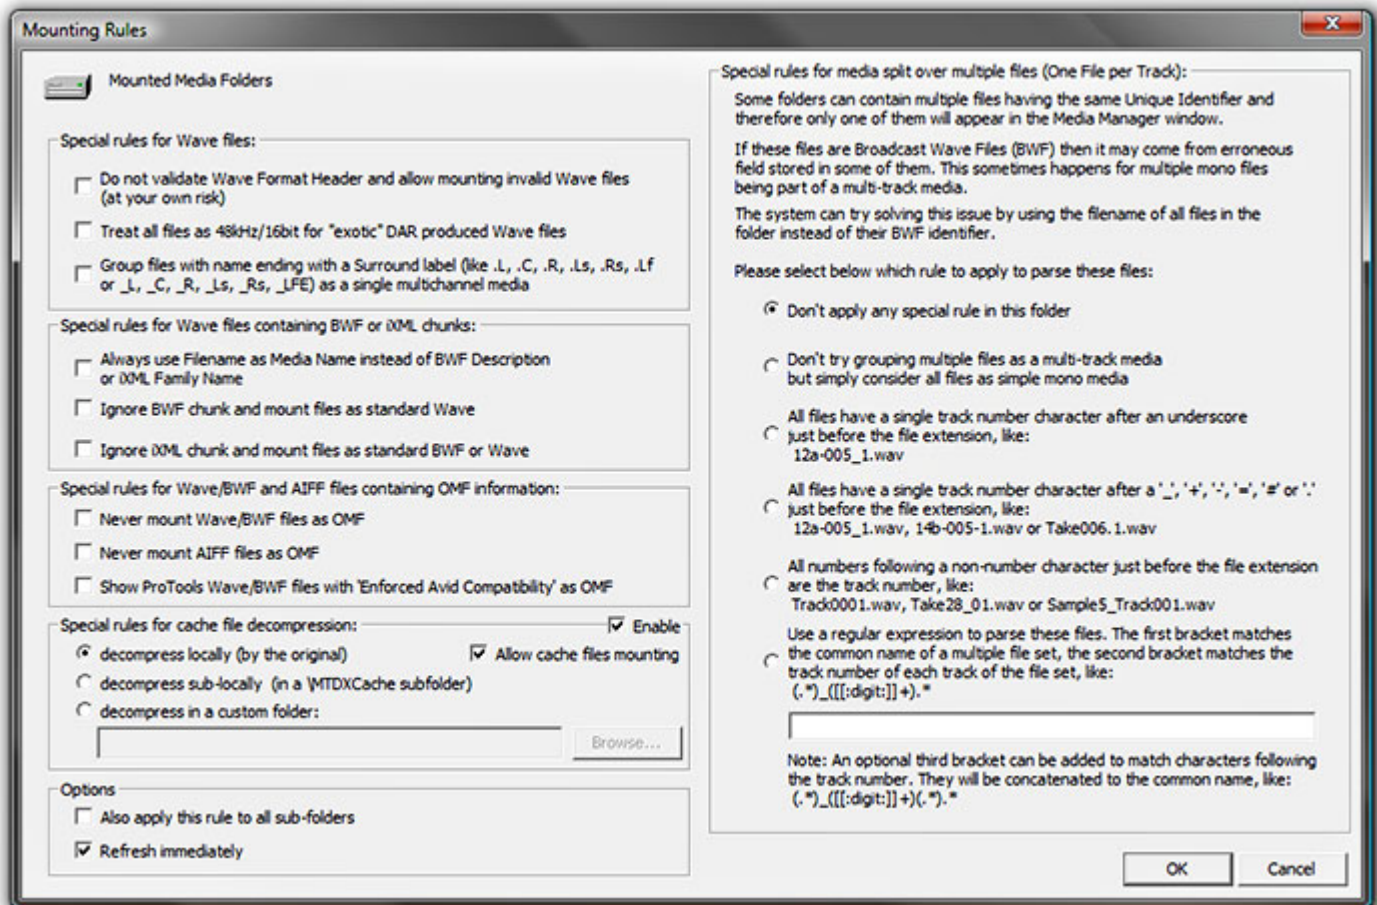 Mounting Rules
Mounted Media Folders
Special rules for Wave files:
Do not validate Wave Format Header and allow mounting invalid Wave files
(at your own risk)
Treat all files as 48kHz/16bit for "exotic" DAR produced Wave files
Group files with name ending with a Surround label (like .L, .C, .R, .Ls, .Rs, .Lf
or _L, _C, _R, _Ls, _Rs, _LFE) as a single multichannel media
Special rules for Wave files containing BWF or iXML chunks:
Always use Filename as Media Name instead of BWF Description
or iXML Family Name
Ignore BWF chunk and mount files as standard Wave
Ignore iXML chunk and mount files as standard BWF or Wave
Special rules for Wave/BWF and AIFF files containing OMF information:
Never mount Wave/BWF files as OMF
Never mount AIFF files as OMF
Show ProTools Wave/BWF files with 'Enforced Avid Compatibility' as OMF
Special rules for cache file decompression:
Enable
decompress locally (by the original)
Allow cache files mounting
decompress sub-locally (in a \MTDXCache subfolder)
decompress in a custom folder:
Browse...
Options
Also apply this rule to all sub-folders
Refresh immediately
Special rules for media split over multiple files (One File per Track):
Some folders can contain multiple files having the same Unique Identifier and
therefore only one of them will appear in the Media Manager window.
If these files are Broadcast Wave Files (BWF) then it may come from erroneous
field stored in some of them. This sometimes happens for multiple mono files
being part of a multi-track media.
The system can try solving this issue by using the filename of all files in the
folder instead of their BWF identifier.
Please select below which rule to apply to parse these files:
Don't apply any special rule in this folder
Don't try grouping multiple files as a multi-track media
but simply consider all files as simple mono media
All files have a single track number character after an underscore
just before the file extension, like:
12a-005_1.wav
All files have a single track number character after a '_', '+', '-', '=', '#' or '.'
just before the file extension, like:
12a-005_1.wav, 14b-005-1.wav or Take006.1.wav
All numbers following a non-number character just before the file extension
are the track number, like:
Track0001.wav, Take28_01.wav or Sample5_Track001.wav
Use a regular expression to parse these files. The first bracket matches
the common name of a multiple file set, the second bracket matches the
track number of each track of the file set, like:
(.*)_([[:digit:]]+).*
Note: An optional third bracket can be added to match characters following
the track number. They will be concatenated to the common name, like:
(.*)_([[:digit:]]+)(.*).*
OK
Cancel